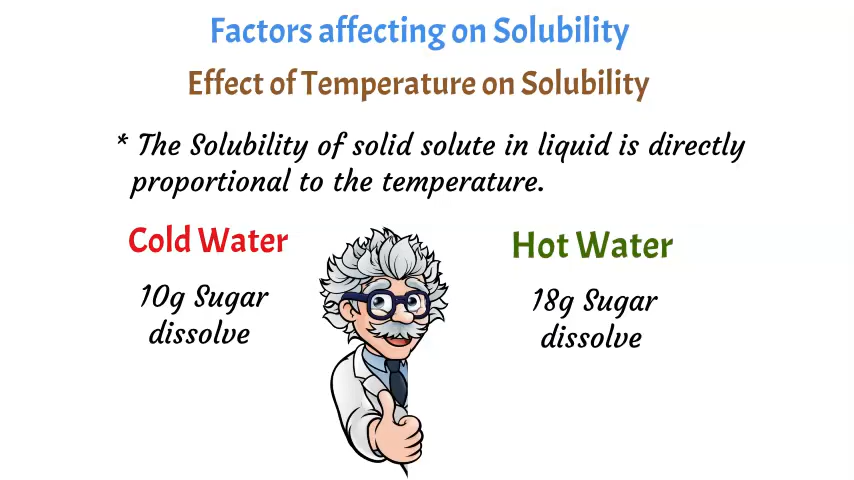 Factors affecting on Solubility
Effect of Temperature on Solubility
* The Solubility of solid solute in liquid is directly
proportional to the temperature.
Cold Water
10g Sugar
dissolve
Hot Water
18g Sugar
dissolve